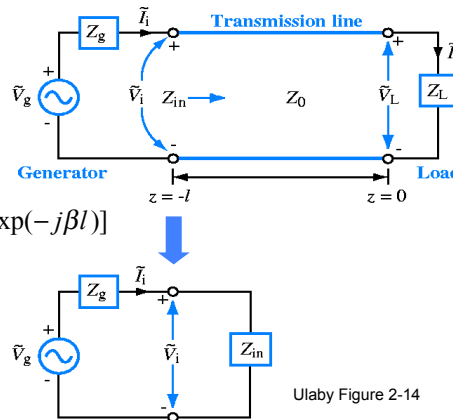 Transmission line
Z_g
Ĩ_i
+
+
+
Ĩ
Ṽ_g
Ṽ_i
Z_in
Z_0
Ṽ_L
Z_L
-
-
-
Generator
Load
z = -l
z = 0
xp(−jβl)]
Z_g
Ĩ_i
+
+
Ṽ_g
Ṽ_i
Z_in
-
-
Ulaby Figure 2-14